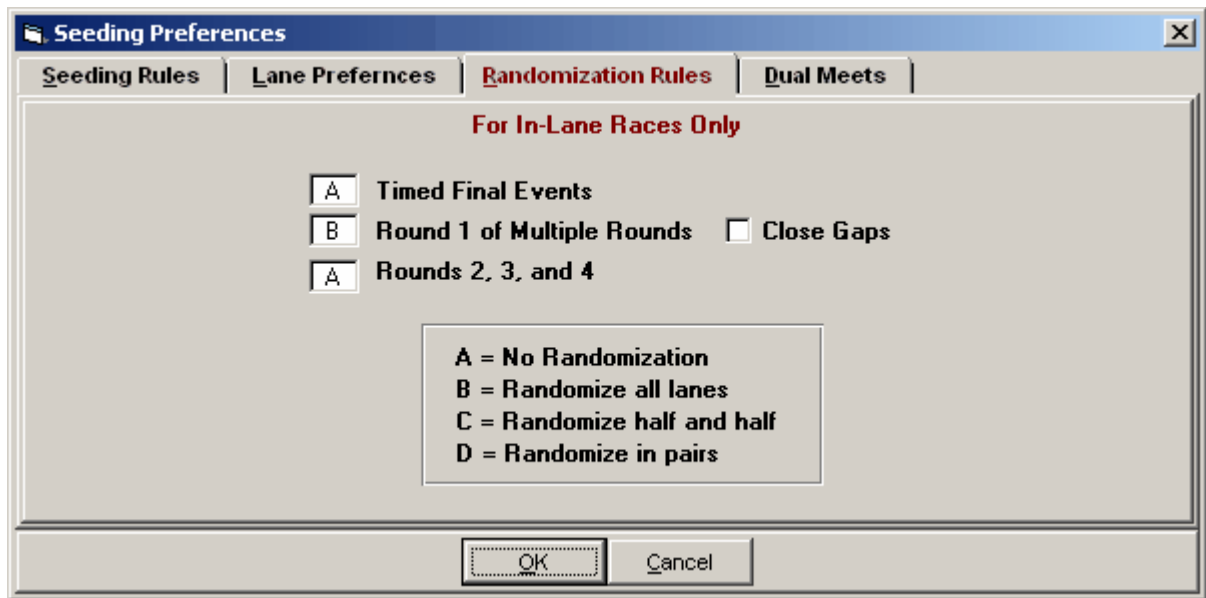 Seeding Preferences
Seeding Rules Lane Prefernces Randomization Rules Dual Meets
For In-Lane Races Only
A Timed Final Events
B Round 1 of Multiple Rounds Close Gaps
A Rounds 2, 3, and 4
A = No Randomization
B = Randomize all lanes
C = Randomize half and half
D = Randomize in pairs
OK Cancel